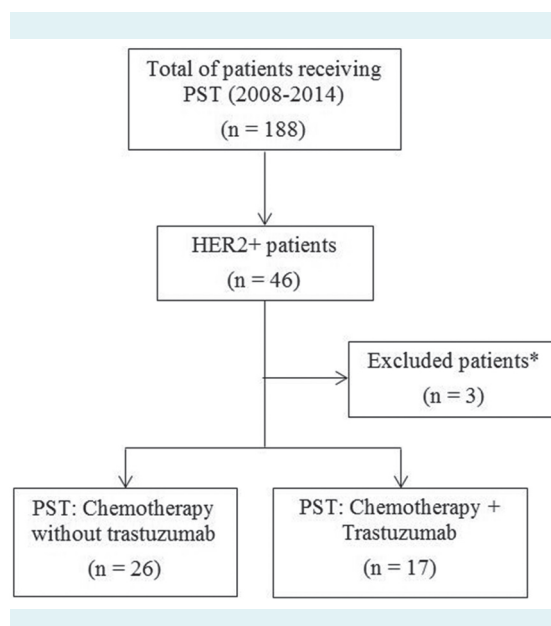 Total of patients receiving
PST (2008-2014)
(n = 188)
HER2+ patients
(n = 46)
Excluded patients*
(n = 3)
PST: Chemotherapy
without trastuzumab
(n = 26)
PST: Chemotherapy +
Trastuzumab
(n = 17)